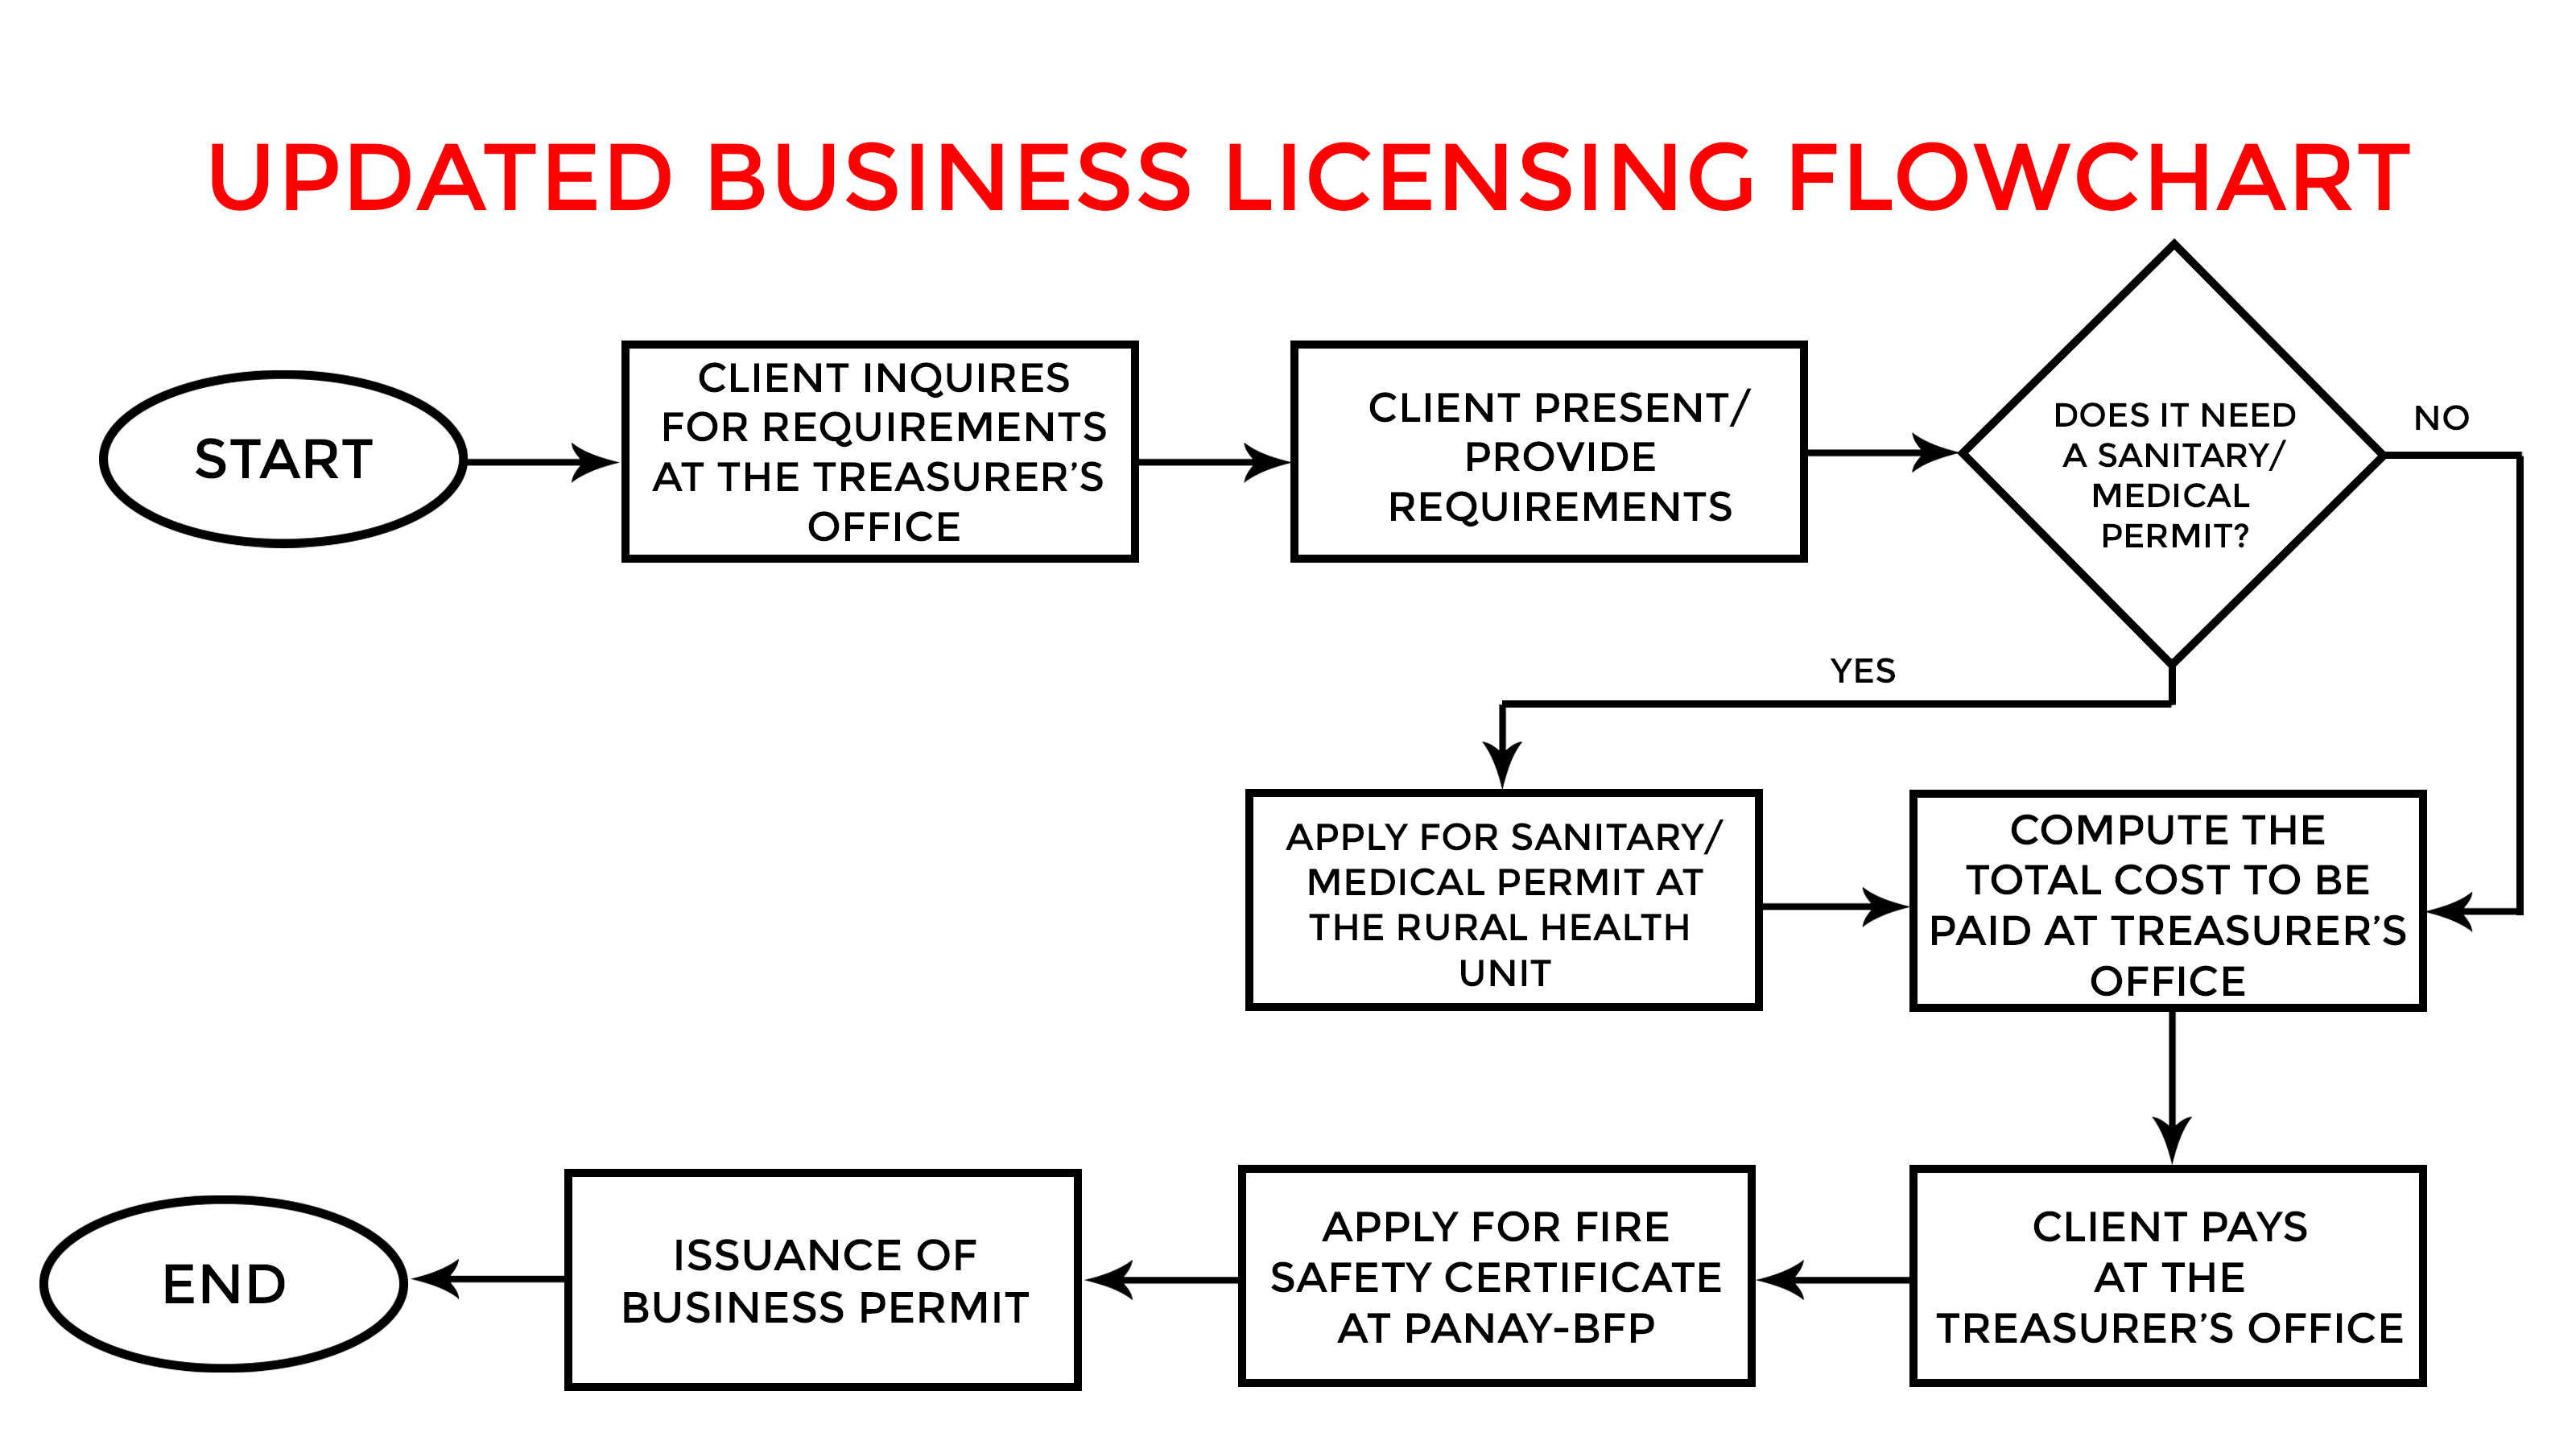 UPDATED BUSINESS LICENSING FLOWCHART
START
CLIENT INQUIRES
FOR REQUIREMENTS
AT THE TREASURER'S
OFFICE
CLIENT PRESENT/
PROVIDE
REQUIREMENTS
DOES IT NEED
A SANITARY/
MEDICAL
PERMIT?
NO
YES
APPLY FOR SANITARY/
MEDICAL PERMIT AT
THE RURAL HEALTH
UNIT
COMPUTE THE
TOTAL COST TO BE
PAID AT TREASURER'S
OFFICE
CLIENT PAYS
AT THE
TREASURER'S OFFICE
APPLY FOR FIRE
SAFETY CERTIFICATE
AT PANAY-BFP
ISSUANCE OF
BUSINESS PERMIT
END